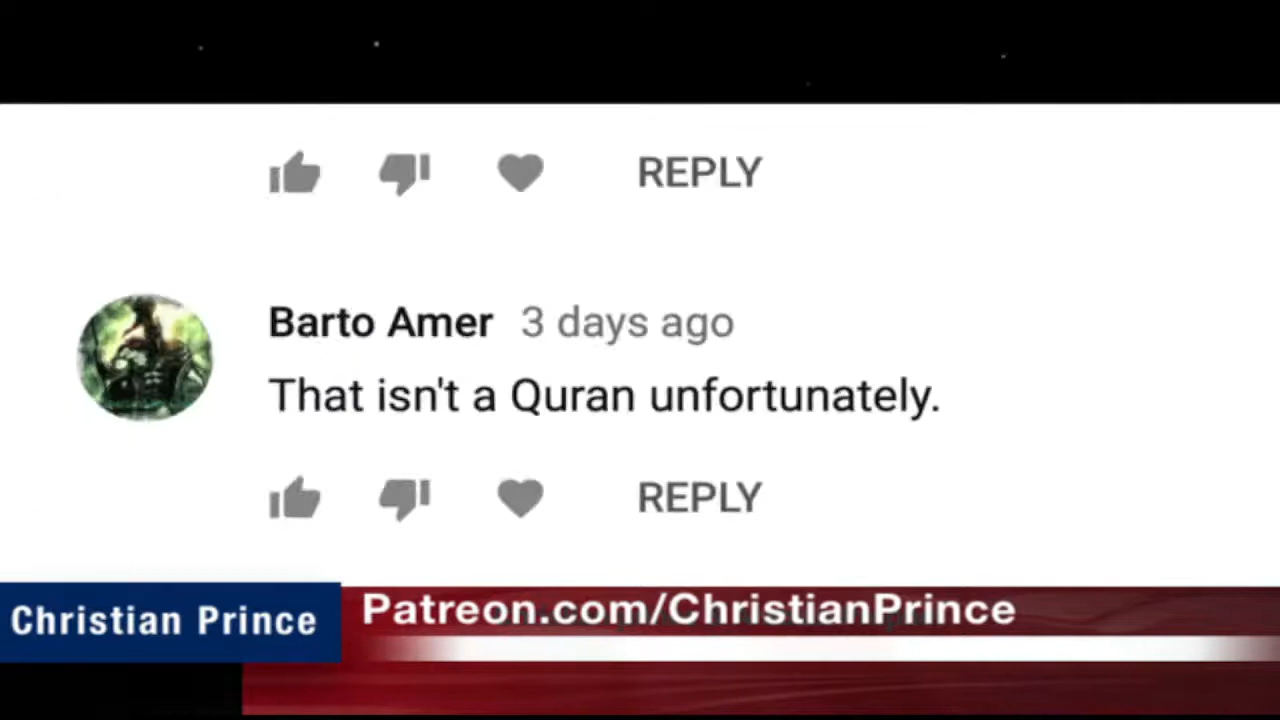 REPLY
Barto Amer 3 days ago
That isn't a Quran unfortunately.
REPLY
Christian Prince
Patreon.com/ChristianPrince